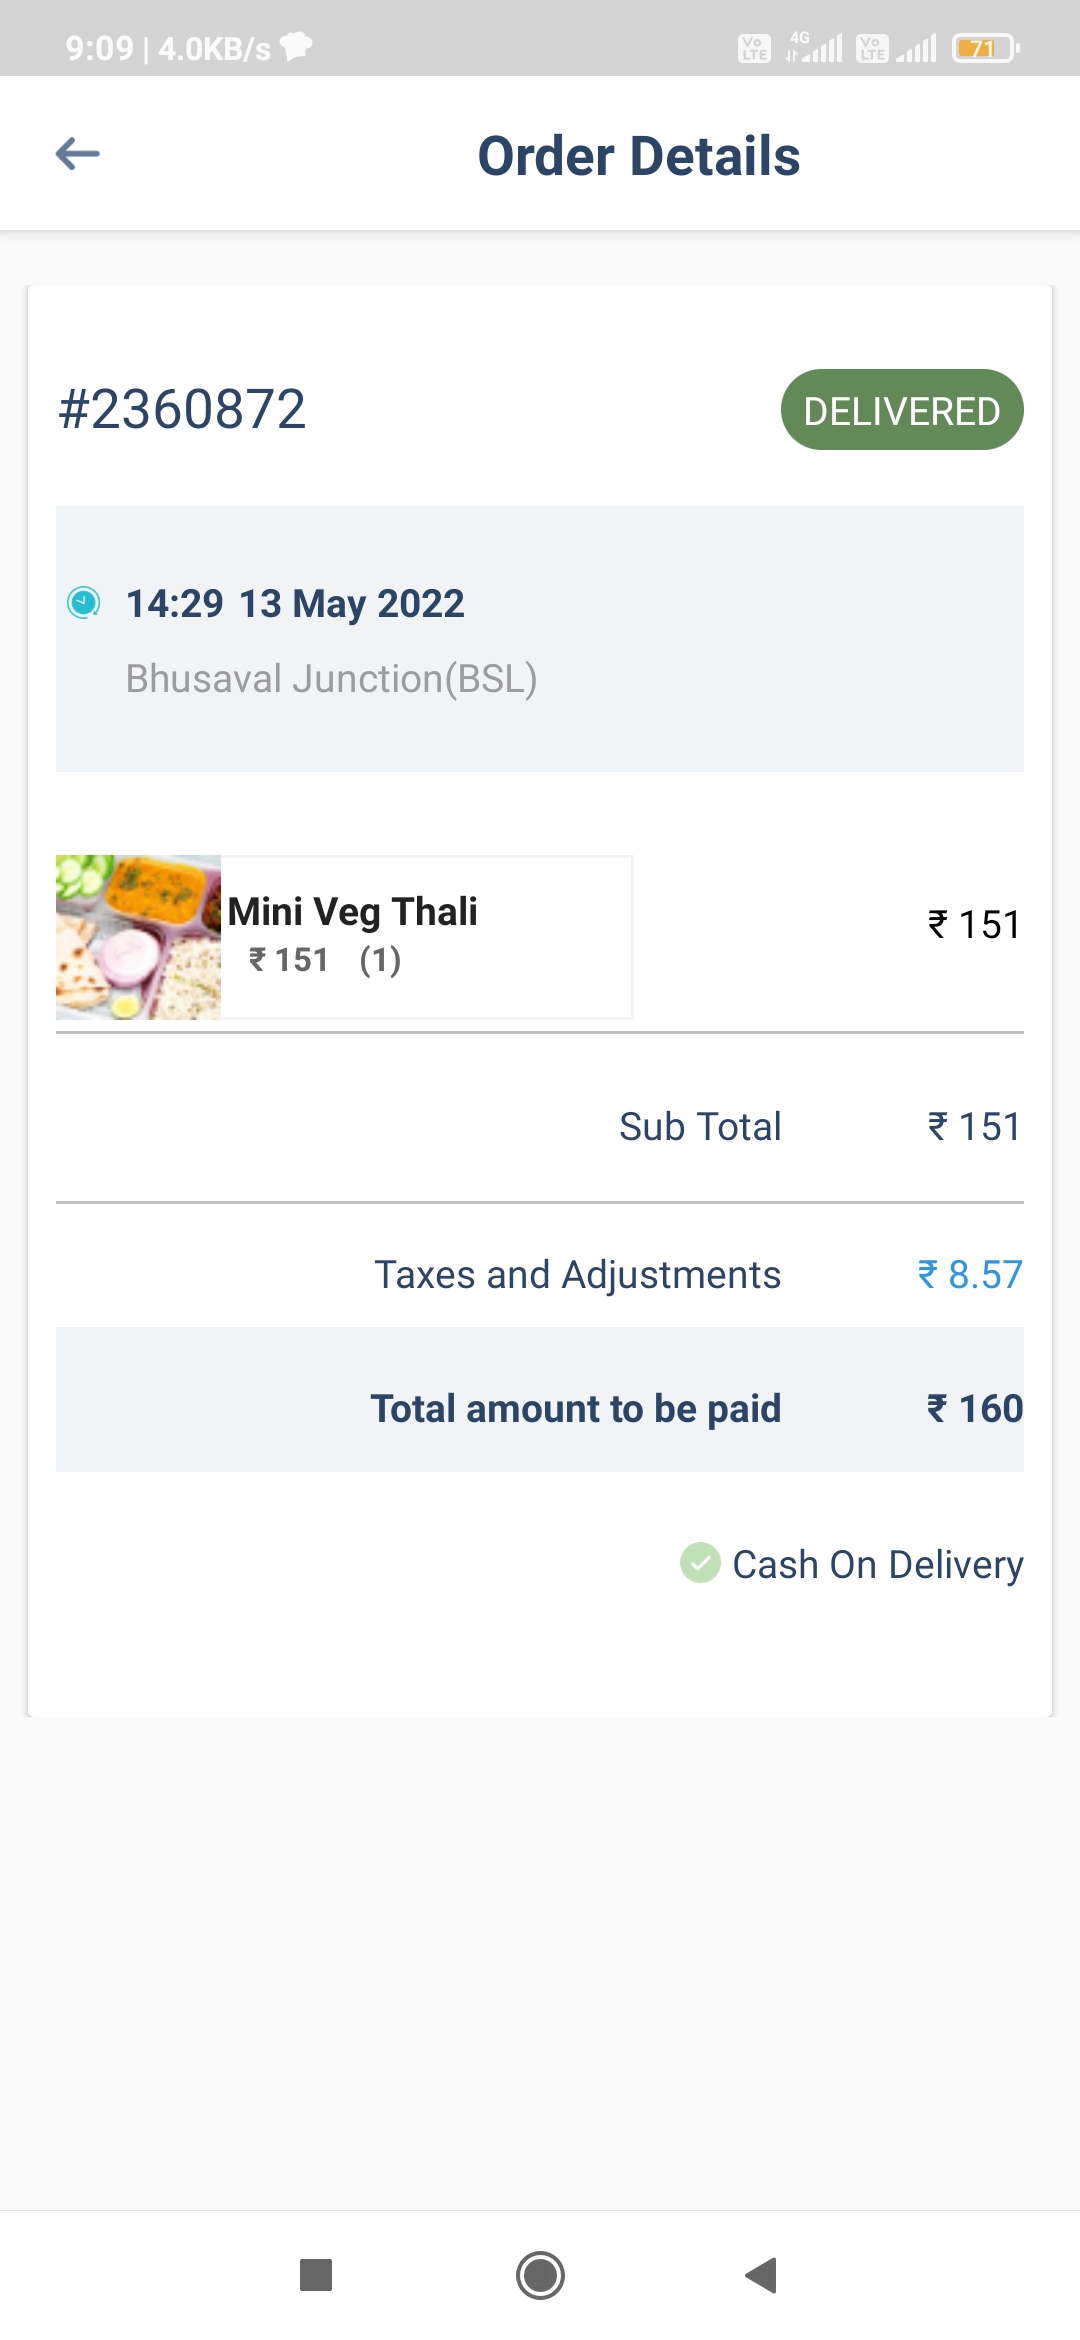 9:09 | 4.0KB/s
Vo LTE 4G Vo LTE 71
Order Details
#2360872
DELIVERED
14:29 13 May 2022
Bhusaval Junction(BSL)
Mini Veg Thali
₹ 151 (1)
₹ 151
Sub Total ₹ 151
Taxes and Adjustments ₹ 8.57
Total amount to be paid ₹ 160
Cash On Delivery